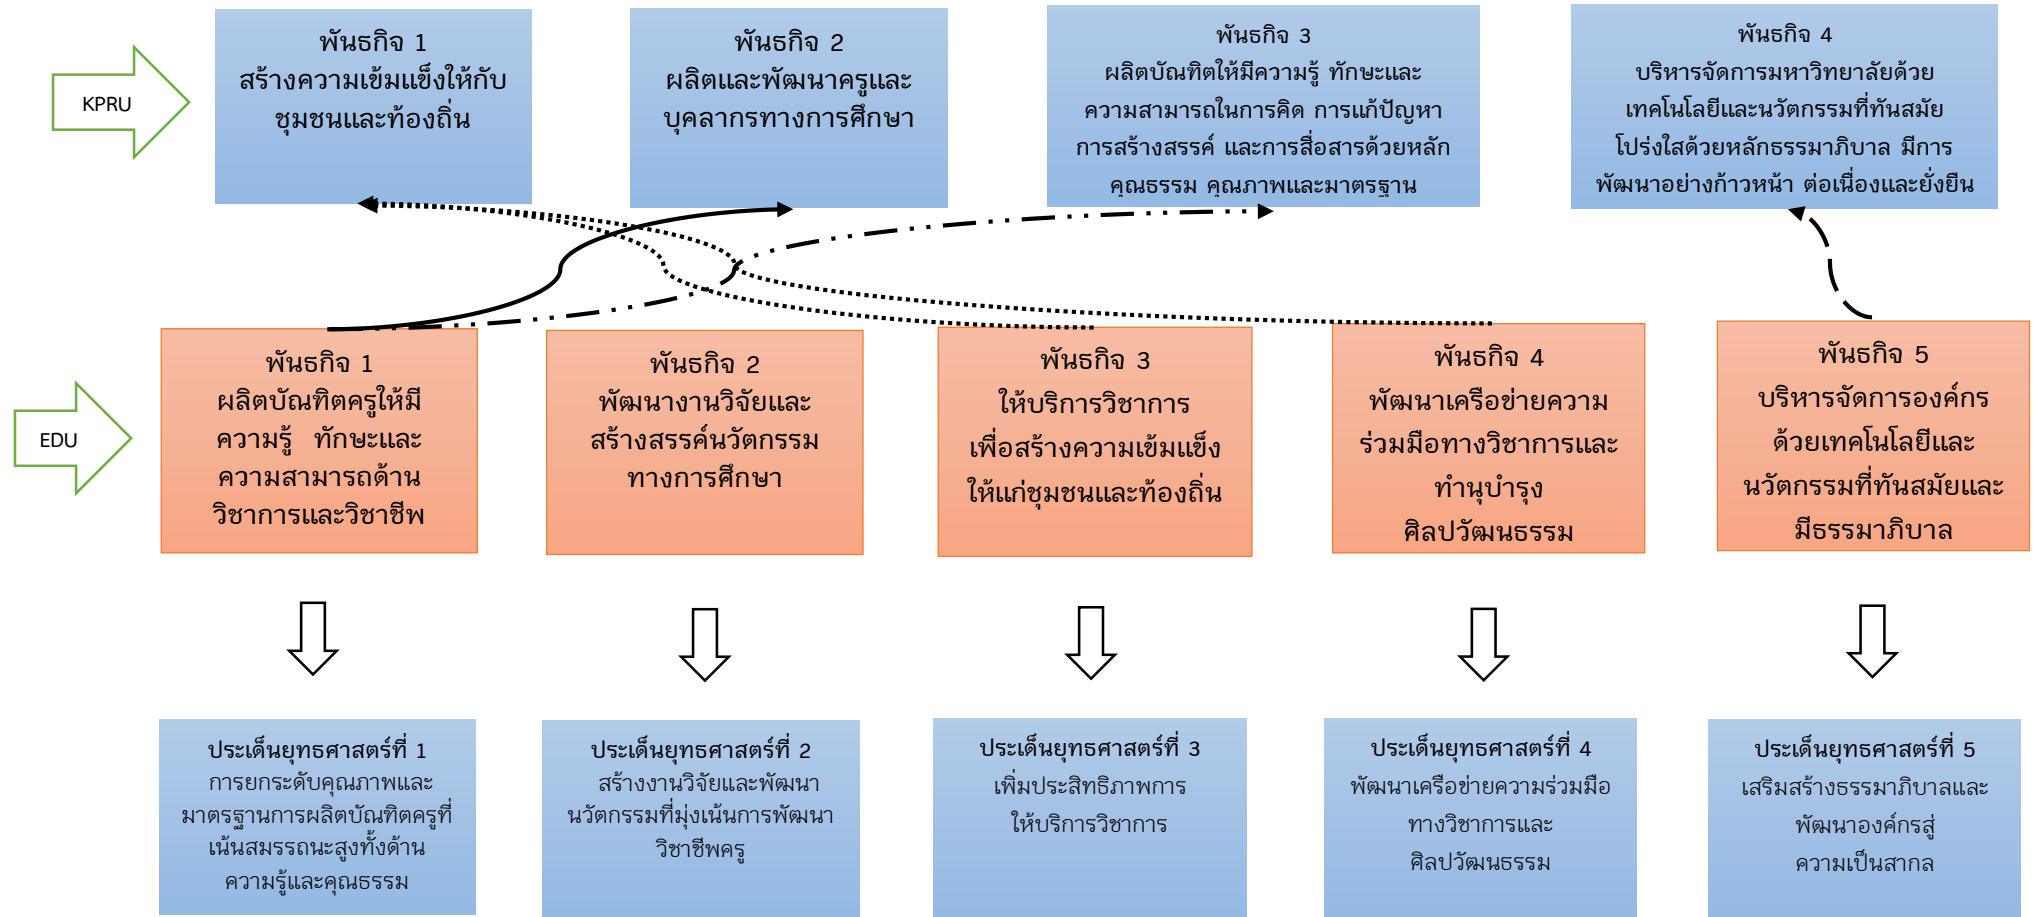 KPRU
พันธกิจ 1
สร้างความเข้มแข็งให้กับ
ชุมชนและท้องถิ่น
พันธกิจ 2
ผลิตและพัฒนาครูและ
บุคลากรทางการศึกษา
พันธกิจ 3
ผลิตบัณฑิตให้มีความรู้ ทักษะและ
ความสามารถในการคิด การแก้ปัญหา
การสร้างสรรค์ และการสื่อสารด้วยหลัก
คุณธรรม คุณภาพและมาตรฐาน
พันธกิจ 4
บริหารจัดการมหาวิทยาลัยด้วย
เทคโนโลยีและนวัตกรรมที่ทันสมัย
โปร่งใสด้วยหลักธรรมาภิบาล มีการ
พัฒนาอย่างก้าวหน้า ต่อเนื่องและยั่งยืน
EDU
พันธกิจ 1
ผลิตบัณฑิตครูให้มี
ความรู้ ทักษะและ
ความสามารถด้าน
วิชาการและวิชาชีพ
พันธกิจ 2
พัฒนางานวิจัยและ
สร้างสรรค์นวัตกรรม
ทางการศึกษา
พันธกิจ 3
ให้บริการวิชาการ
เพื่อสร้างความเข้มแข็ง
ให้แก่ชุมชนและท้องถิ่น
พันธกิจ 4
พัฒนาเครือข่ายความ
ร่วมมือทางวิชาการและ
ทำนุบำรุง
ศิลปวัฒนธรรม
พันธกิจ 5
บริหารจัดการองค์กร
ด้วยเทคโนโลยีและ
นวัตกรรมที่ทันสมัยและ
มีธรรมาภิบาล
ประเด็นยุทธศาสตร์ที่ 1
การยกระดับคุณภาพและ
มาตรฐานการผลิตบัณฑิตครูที่
เน้นสมรรถนะสูงทั้งด้าน
ความรู้และคุณธรรม
ประเด็นยุทธศาสตร์ที่ 2
สร้างงานวิจัยและพัฒนา
นวัตกรรมที่มุ่งเน้นการพัฒนา
วิชาชีพครู
ประเด็นยุทธศาสตร์ที่ 3
เพิ่มประสิทธิภาพการ
ให้บริการวิชาการ
ประเด็นยุทธศาสตร์ที่ 4
พัฒนาเครือข่ายความร่วมมือ
ทางวิชาการและ
ศิลปวัฒนธรรม
ประเด็นยุทธศาสตร์ที่ 5
เสริมสร้างธรรมาภิบาลและ
พัฒนาองค์กรสู่
ความเป็นสากล